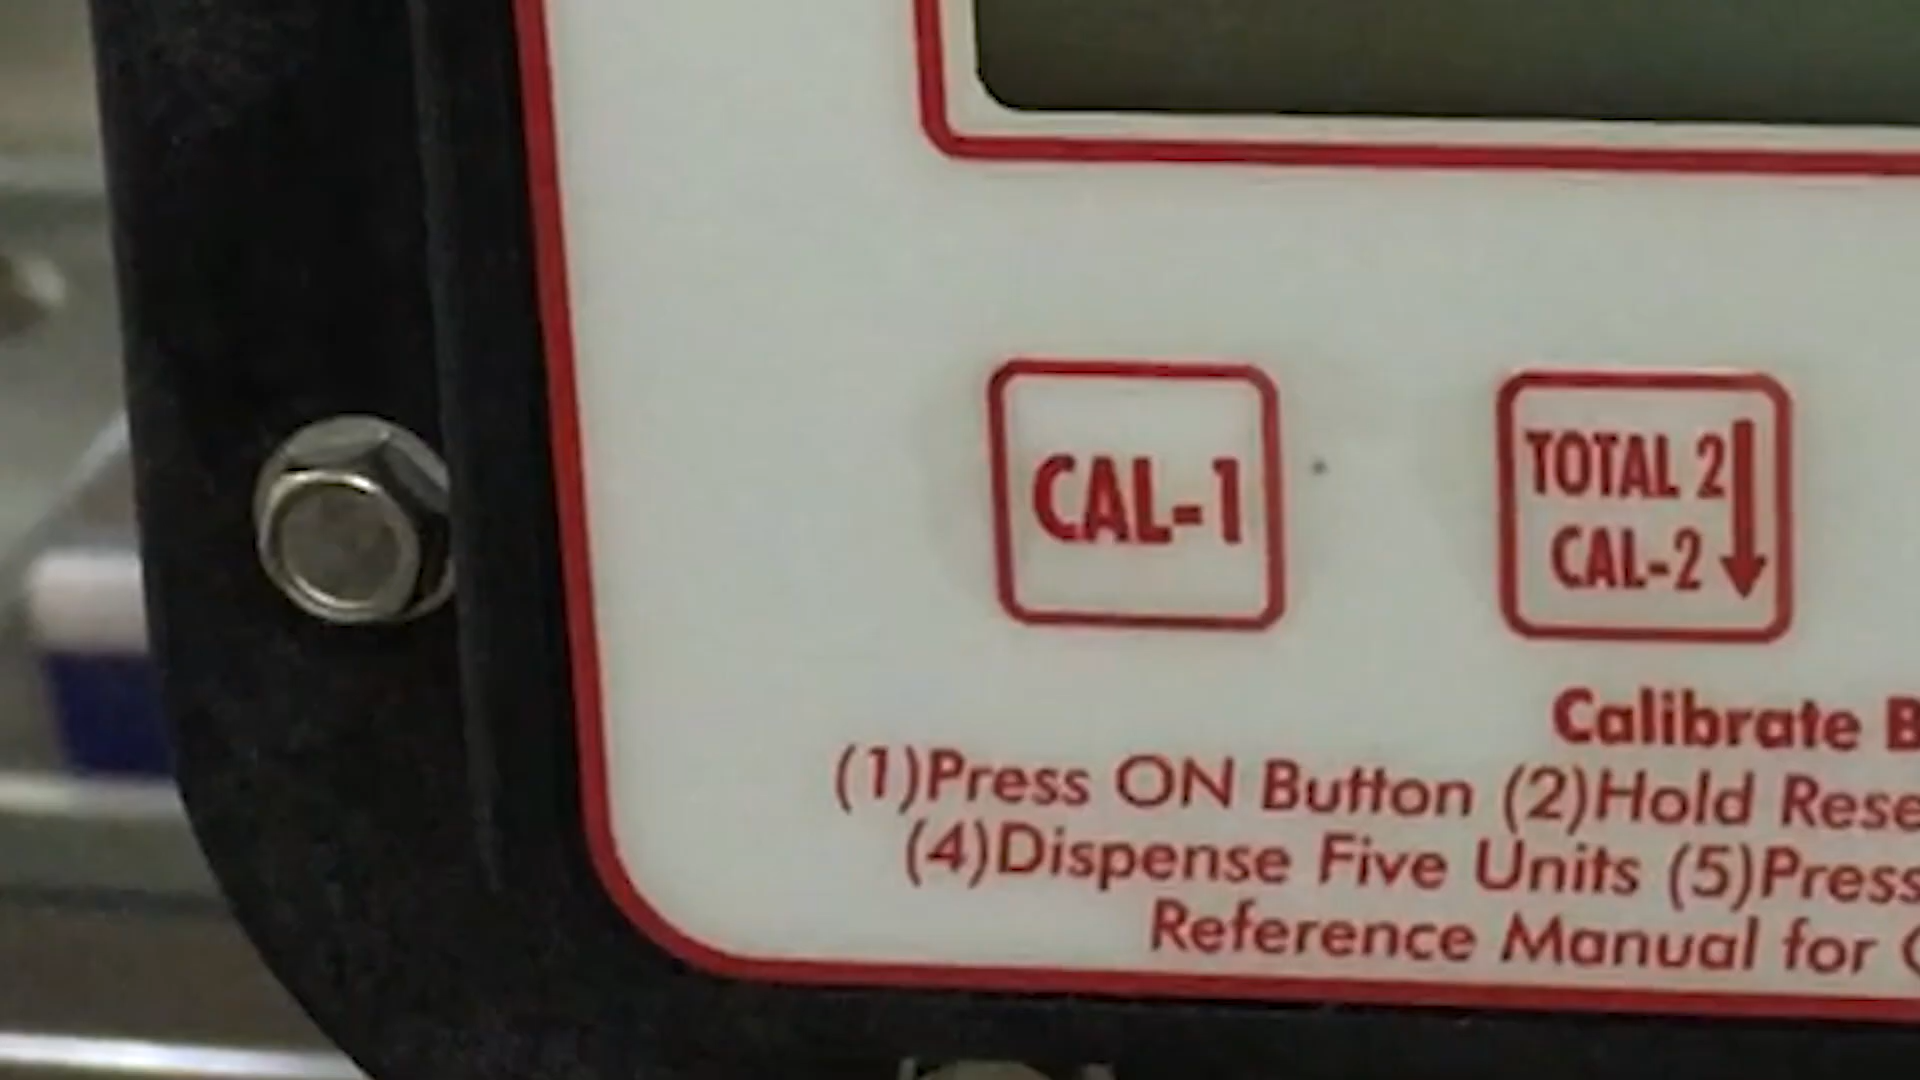 CAL-1
TOTAL 2
CAL-2
Calibrate
(1)Press ON Button (2)Hold
(4)Dispense Five Units (5)Press
Reference Manual for